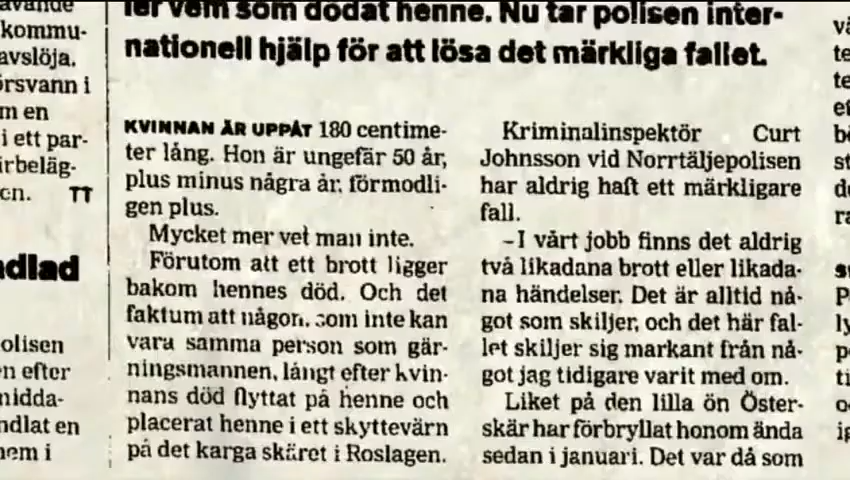 avande
kommu-
avslöja.
örsvann i
m en
i ett par-
irbeläg-
en. TT
dlad
olisen
n efter
nidda-
ndlat en
nem i
ler vem som dödat henne. Nu tar polisen inter-
nationell hjälp för att lösa det märkliga fallet.
KVINNAN ÄR UPPÅT 180 centime-
ter lång. Hon är ungefär 50 år,
plus minus några år, förmodli-
gen plus.
Mycket mer vet man inte.
Förutom att ett brott ligger
bakom hennes död. Och det
faktum att någon, som inte kan
vara samma person som gär-
ningsmannen, långt efter kvin-
nans död flyttat på henne och
placerat henne i ett skyttevärn
på det karga skäret i Roslagen.
Kriminalinspektör Curt
Johnsson vid Norrtäljepolisen
har aldrig haft ett märkligare
fall.
–I vårt jobb finns det aldrig
två likadana brott eller likada-
na händelser. Det är alltid nå-
got som skiljer, och det här fal-
let skiljer sig markant från nå-
got jag tidigare varit med om.
Liket på den lilla ön Öster-
skär har förbryllat honom ända
sedan i januari. Det var då som